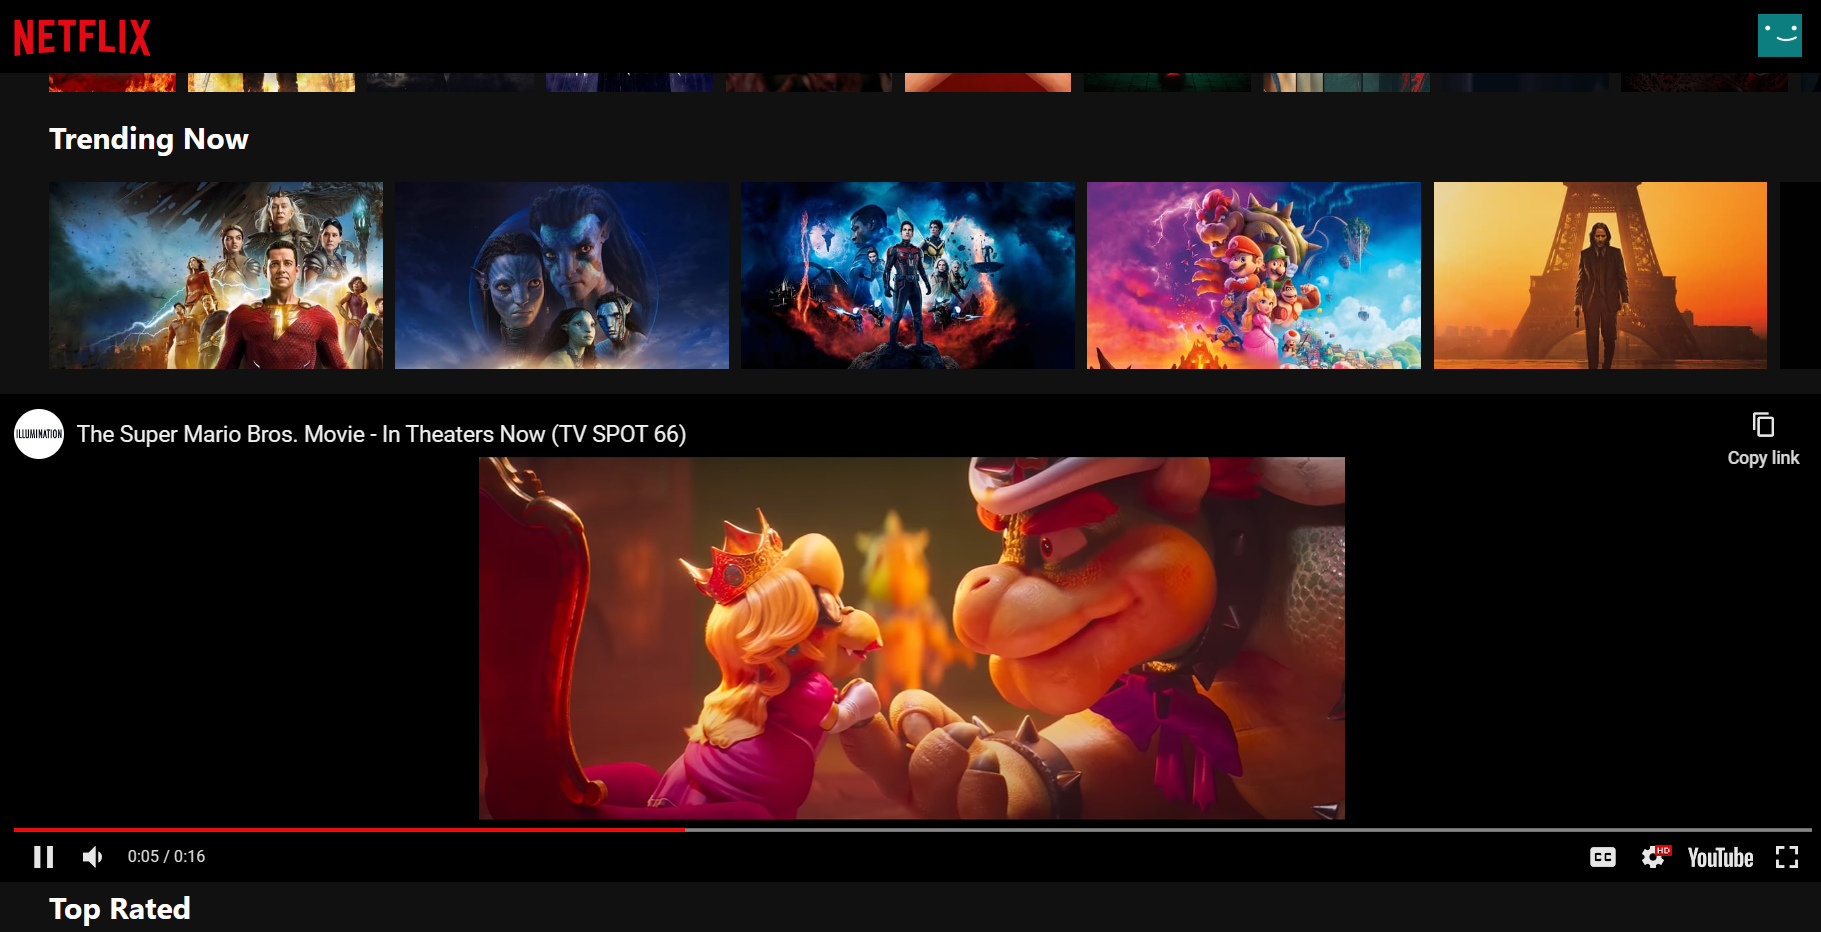 NETFLIX
Trending Now
ILLUMINATION
The Super Mario Bros. Movie - In Theaters Now (TV SPOT 66)
Copy link
0:05 / 0:16
CC
HD
YouTube
Top Rated